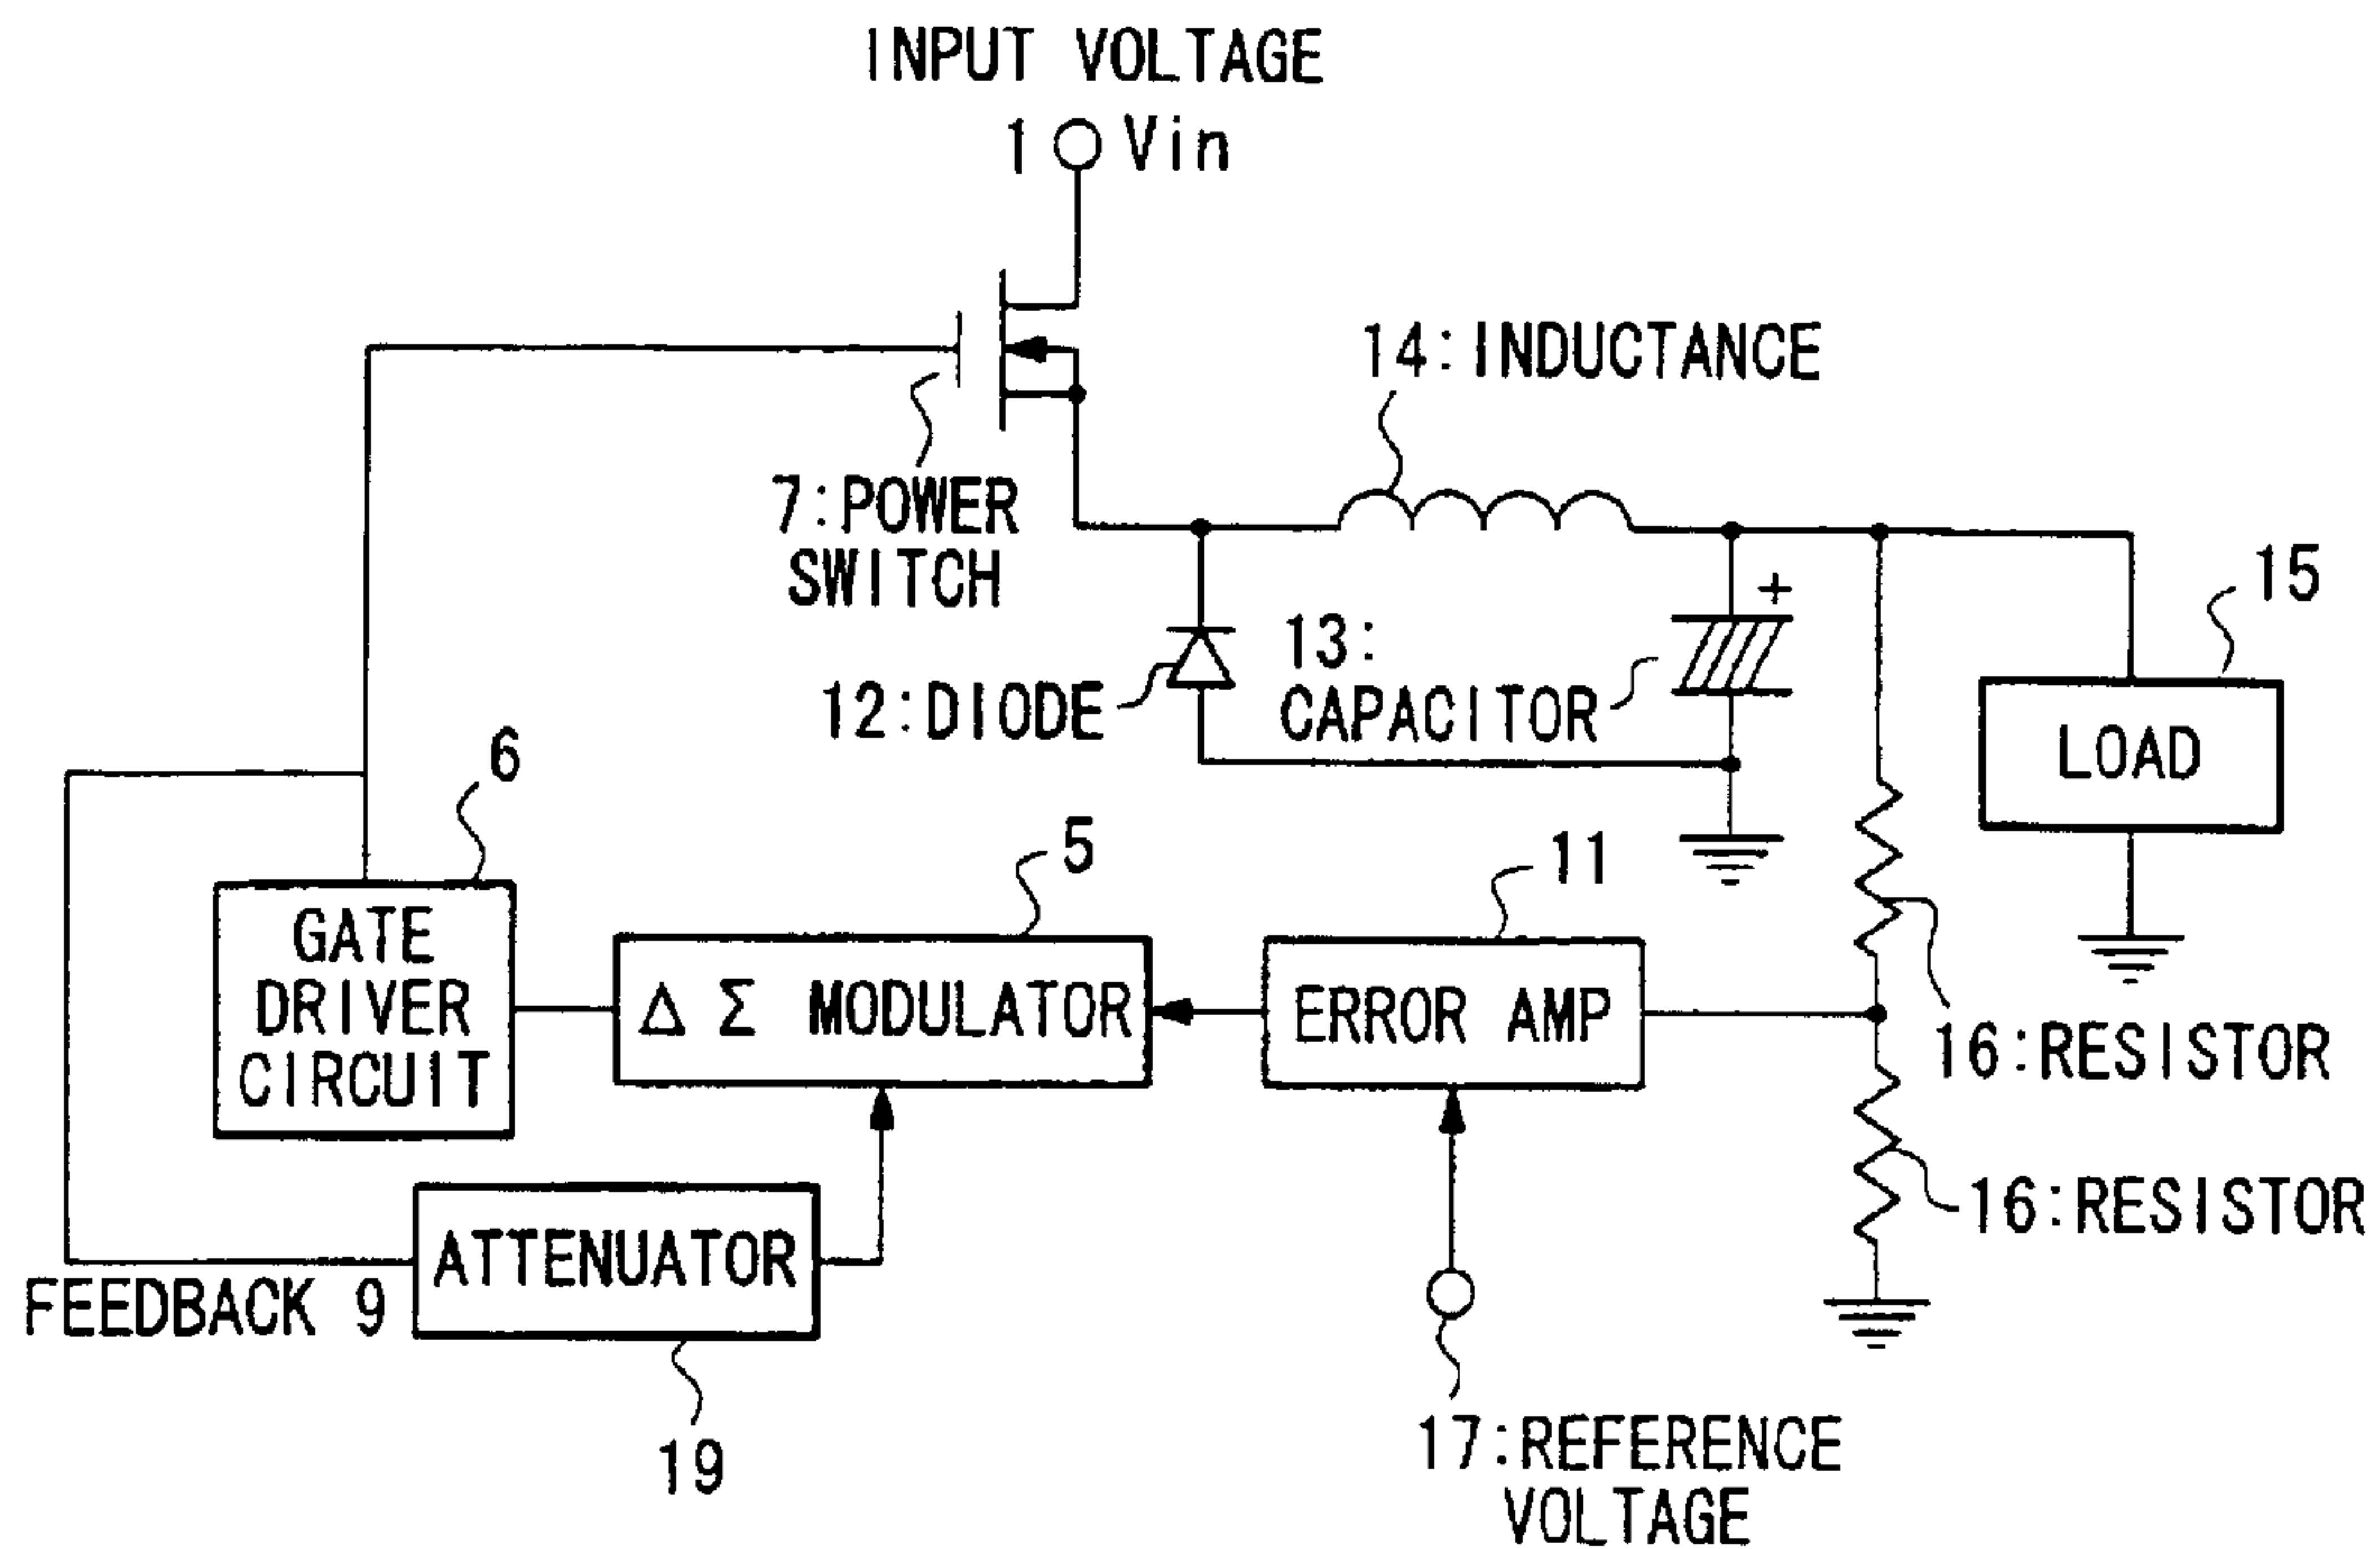 INPUT VOLTAGE
1 Vin
14:INDUCTANCE
7:POWER
SWITCH
15
13:
CAPACITOR
12:DIODE
LOAD
6
5
11
GATE
DRIVER
CIRCUIT
Δ Σ MODULATOR
ERROR AMP
16:RESISTOR
16:RESISTOR
ATTENUATOR
FEEDBACK 9
19
17:REFERENCE
VOLTAGE
+